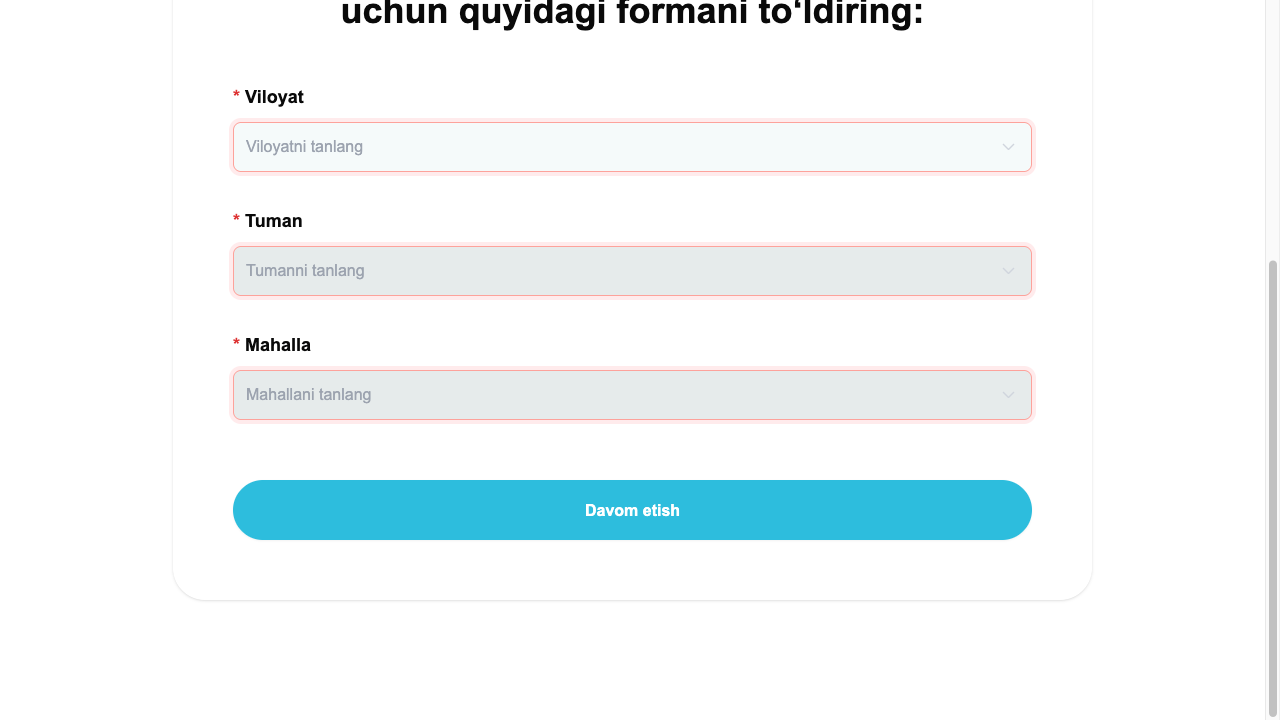 uchun quyidagi formani to‘ldiring:
* Viloyat
Viloyatni tanlang
* Tuman
Tumanni tanlang
* Mahalla
Mahallani tanlang
Davom etish